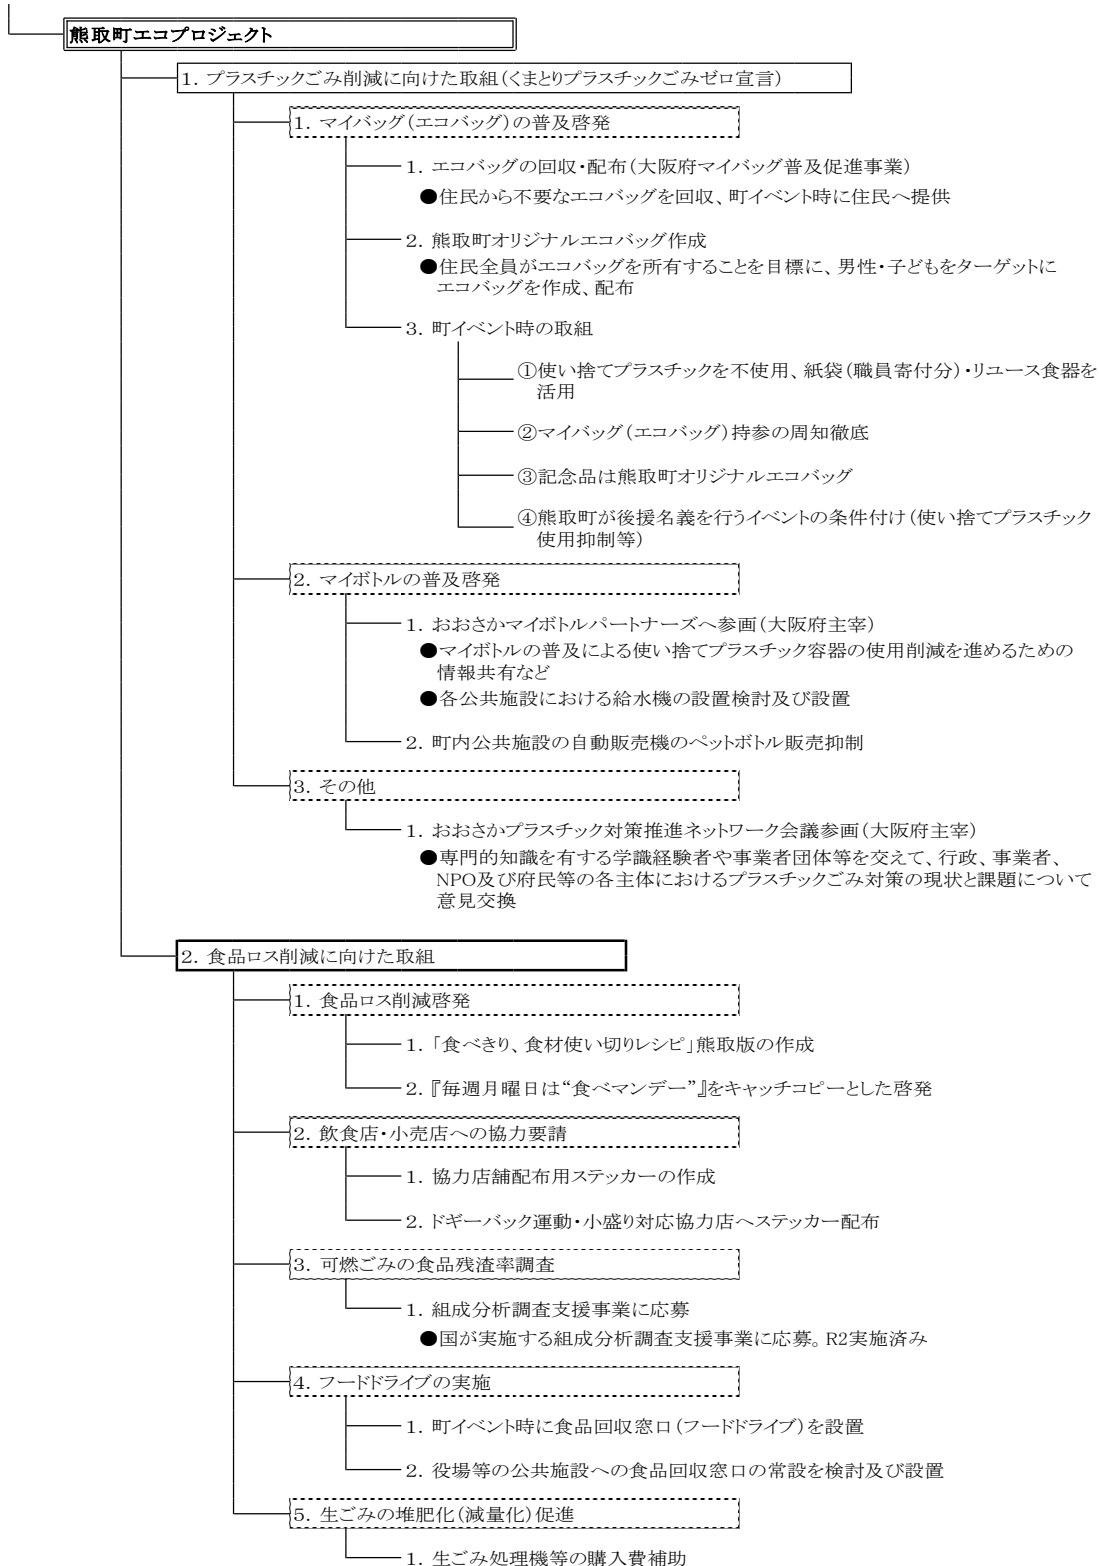 熊取町エコプロジェクト
1. プラスチックごみ削減に向けた取組(くまとりプラスチックごみゼロ宣言)
1. マイバッグ(エコバッグ)の普及啓発
1. エコバッグの回収・配布(大阪府マイバッグ普及促進事業)
●住民から不要なエコバッグを回収、町イベント時に住民へ提供
2. 熊取町オリジナルエコバッグ作成
●住民全員がエコバッグを所有することを目標に、男性・子どもをターゲットに
エコバッグを作成、配布
3. 町イベント時の取組
①使い捨てプラスチックを不使用、紙袋(職員寄付分)・リユース食器を
活用
②マイバッグ(エコバッグ)持参の周知徹底
③記念品は熊取町オリジナルエコバッグ
④熊取町が後援名義を行うイベントの条件付け(使い捨てプラスチック
使用抑制等)
2. マイボトルの普及啓発
1. おおさかマイボトルパートナーズへ参画(大阪府主宰)
●マイボトルの普及による使い捨てプラスチック容器の使用削減を進めるための
情報共有など
●各公共施設における給水機の設置検討及び設置
2. 町内公共施設の自動販売機のペットボトル販売抑制
3. その他
1. おおさかプラスチック対策推進ネットワーク会議参画(大阪府主宰)
●専門的知識を有する学識経験者や事業者団体等を交えて、行政、事業者、
NPO及び府民等の各主体におけるプラスチックごみ対策の現状と課題について
意見交換
2. 食品ロス削減に向けた取組
1. 食品ロス削減啓発
1. 「食べきり、食材使い切りレシピ」熊取版の作成
2. 『毎週月曜日は“食べマンデー”』をキャッチコピーとした啓発
2. 飲食店・小売店への協力要請
1. 協力店舗配布用ステッカーの作成
2. ドギーバック運動・小盛り対応協力店へステッカー配布
3. 可燃ごみの食品残渣率調査
1. 組成分析調査支援事業に応募
●国が実施する組成分析調査支援事業に応募。R2実施済み
4. フードドライブの実施
1. 町イベント時に食品回収窓口(フードドライブ)を設置
2. 役場等の公共施設への食品回収窓口の常設を検討及び設置
5. 生ごみの堆肥化(減量化)促進
1. 生ごみ処理機等の購入費補助